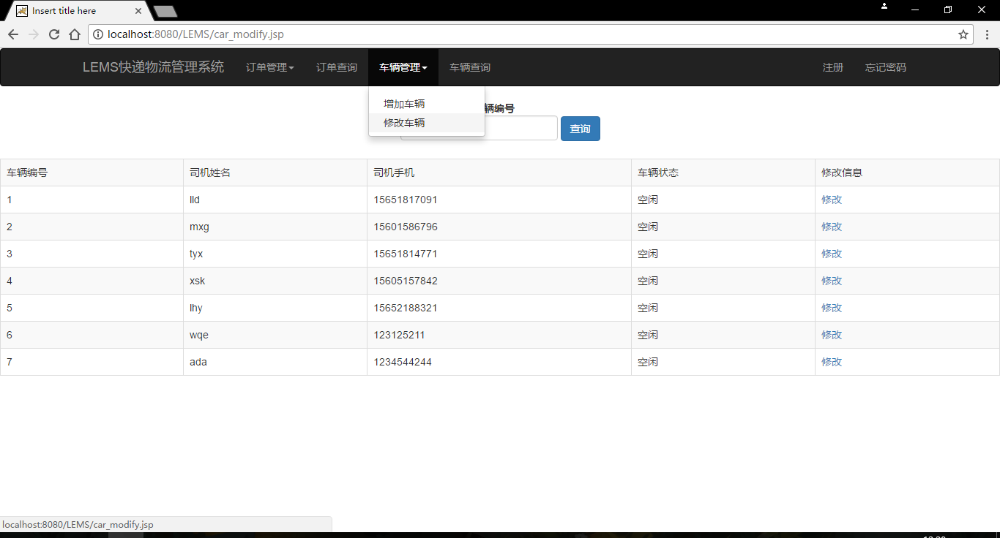 Insert title here
localhost:8080/LEMS/car_modify.jsp
LEMS快递物流管理系统 订单管理 订单查询 车辆管理 车辆查询 注册 忘记密码
增加车辆
辆编号
修改车辆
查询
车辆编号 司机姓名 司机手机 车辆状态 修改信息
1 lld 15651817091 空闲 修改
2 mxg 15601586796 空闲 修改
3 tyx 15651814771 空闲 修改
4 xsk 15605157842 空闲 修改
5 lhy 15652188321 空闲 修改
6 wqe 123125211 空闲 修改
7 ada 1234544244 空闲 修改
localhost:8080/LEMS/car_modify.jsp